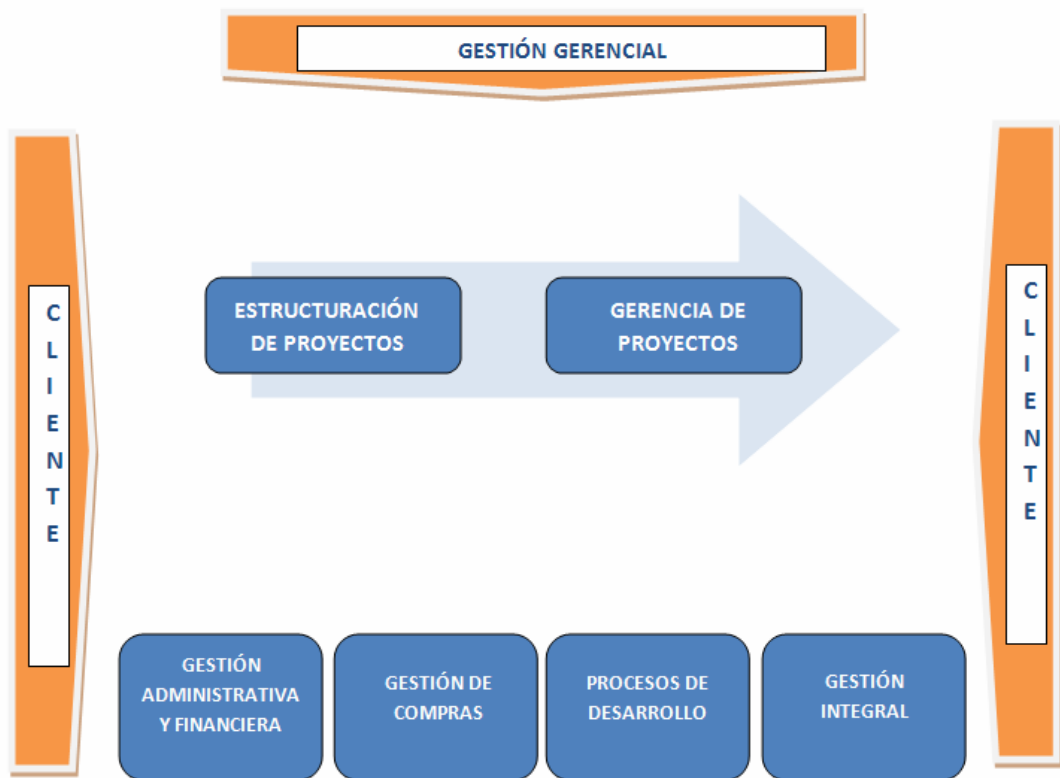 GESTIÓN GERENCIAL
C
L
I
E
N
T
E
ESTRUCTURACIÓN
DE PROYECTOS
GERENCIA DE
PROYECTOS
C
L
I
E
N
T
E
GESTIÓN
ADMINISTRATIVA
Y FINANCIERA
GESTIÓN DE
COMPRAS
PROCESOS DE
DESARROLLO
GESTIÓN
INTEGRAL